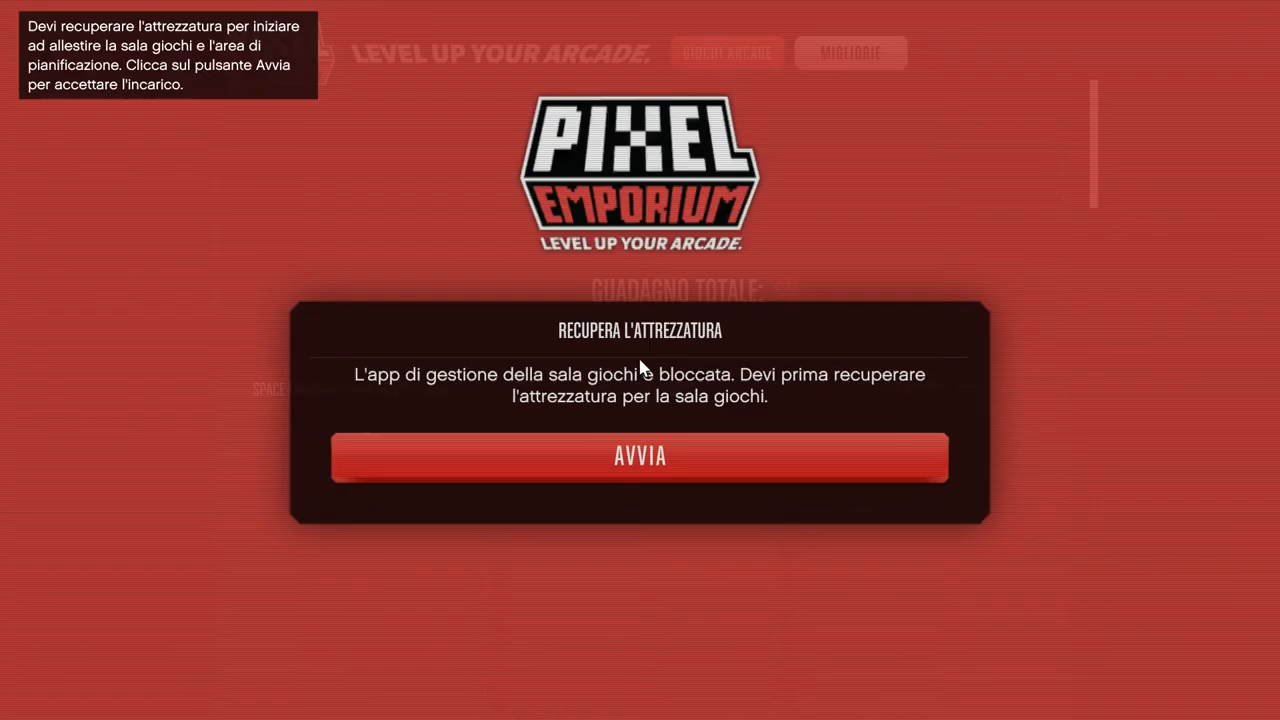 Devi recuperare l'attrezzatura per iniziare
ad allestire la sala giochi e l'area di
pianificazione. Clicca sul pulsante Avvia
per accettare l'incarico.
LEVEL UP YOUR ARCADE.
GIOCHI ARCADE
MIGLIORIE
PIXEL
EMPORIUM
LEVEL UP YOUR ARCADE.
GUADAGNO TOTALE:
RECUPERA L'ATTREZZATURA
L'app di gestione della sala giochi è bloccata. Devi prima recuperare
SPACE
l'attrezzatura per la sala giochi.
AVVIA